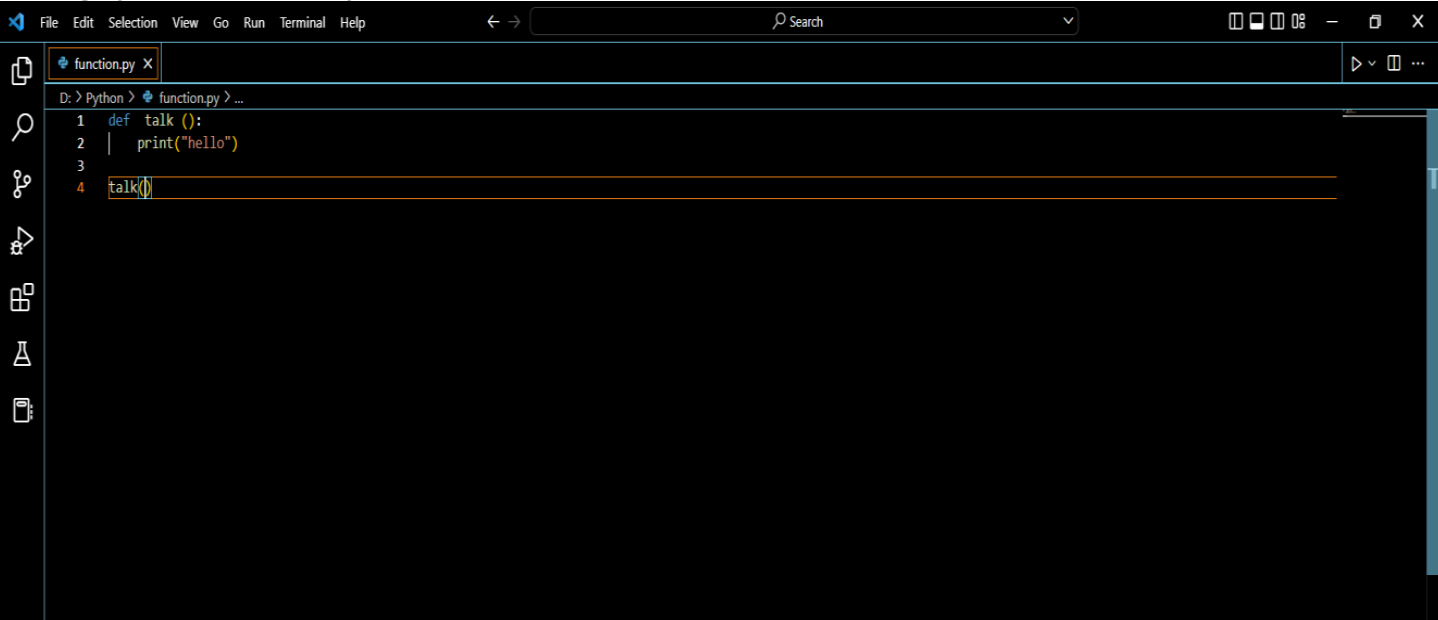 File Edit Selection View Go Run Terminal Help Search
function.py
D: > Python > function.py > ...
1 def  talk ():
2     print("hello")
3
4 talk()